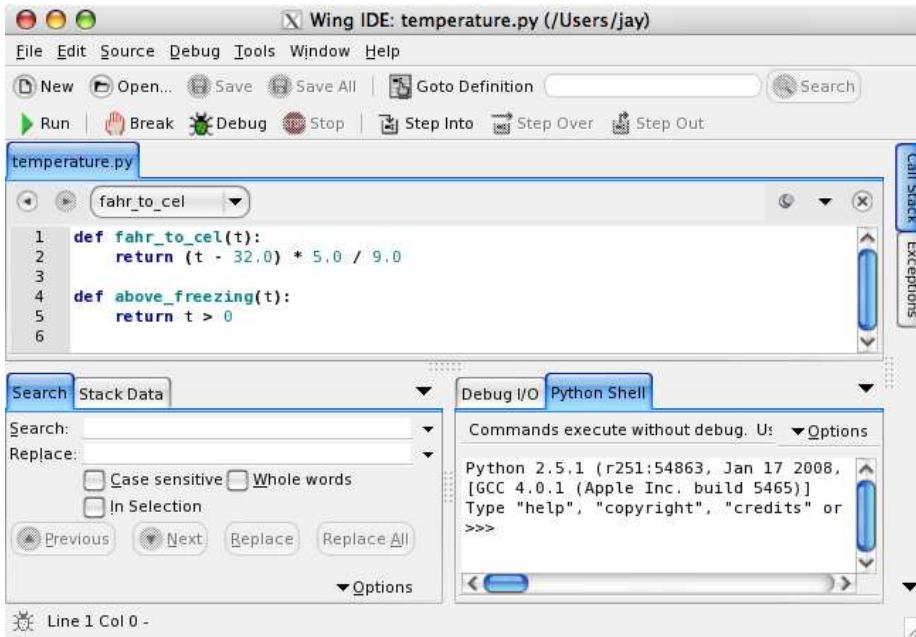 Wing IDE: temperature.py (/Users/jay)
File Edit Source Debug Tools Window Help
New Open... Save Save All Goto Definition Search
Run Break Debug Stop Step Into Step Over Step Out
temperature.py
fahr_to_cel
1 def fahr_to_cel(t):
2     return (t - 32.0) * 5.0 / 9.0
3
4 def above_freezing(t):
5     return t > 0
6
Call Stack
Exceptions
Search Stack Data
Search:
Replace:
Case sensitive Whole words
In Selection
Previous Next Replace Replace All
Options
Debug I/O Python Shell
Commands execute without debug. Us Options
Python 2.5.1 (r251:54863, Jan 17 2008,
[GCC 4.0.1 (Apple Inc. build 5465)]
Type "help", "copyright", "credits" or
>>>
Line 1 Col 0 -